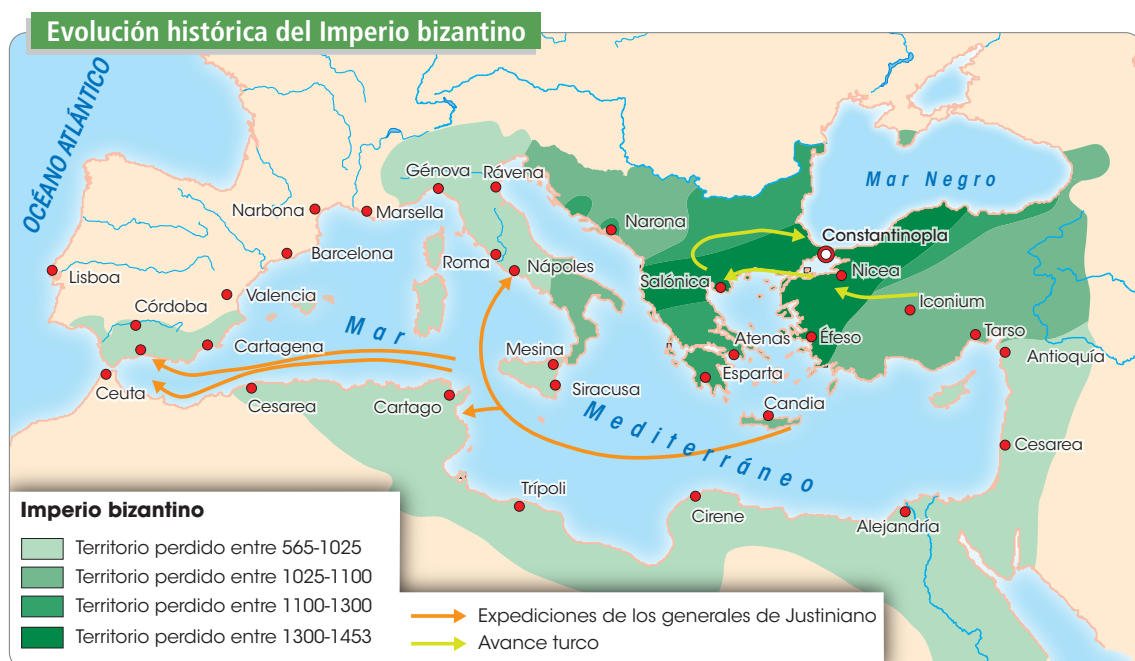 Evolución histórica del Imperio bizantino
OCÉANO ATLÁNTICO
Mar Negro
Génova
Rávena
Narbona
Marsella
Narona
Constantinopla
Barcelona
Roma
Nápoles
Nicea
Lisboa
Salónica
Valencia
Iconium
Córdoba
Mar
Tarso
Cartagena
Mesina
Atenas
Éfeso
Antioquía
Ceuta
Esparta
Cesarea
Cartago
Siracusa
Candia
Mediterráneo
Cesarea
Trípoli
Cirene
Alejandría
Imperio bizantino
Territorio perdido entre 565-1025
Territorio perdido entre 1025-1100
Territorio perdido entre 1100-1300
Territorio perdido entre 1300-1453
Expediciones de los generales de Justiniano
Avance turco